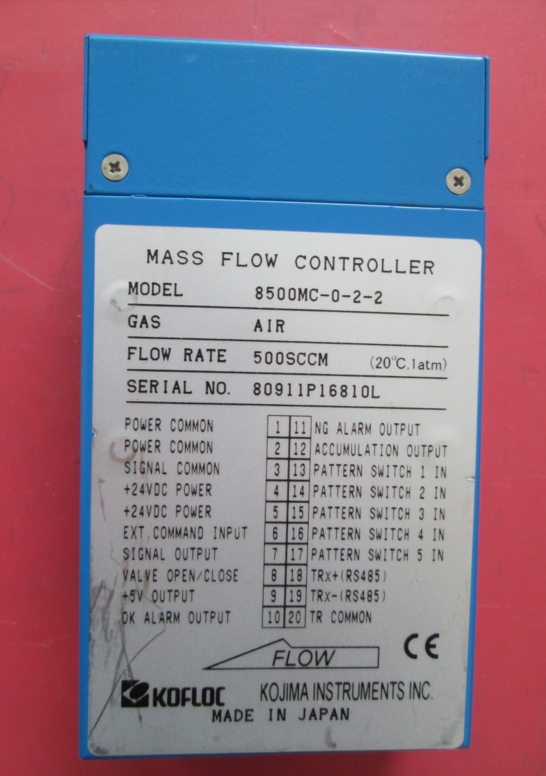 MASS FLOW CONTROLLER
MODEL 8500MC-0-2-2
GAS AIR
FLOW RATE 500SCCM (20°C,1atm)
SERIAL NO. 80911P16810L
POWER COMMON 1 11 NG ALARM OUTPUT
POWER COMMON 2 12 ACCUMULATION OUTPUT
SIGNAL COMMON 3 13 PATTERN SWITCH 1 IN
+24VDC POWER 4 14 PATTERN SWITCH 2 IN
+24VDC POWER 5 15 PATTERN SWITCH 3 IN
EXT.COMMAND INPUT 6 16 PATTERN SWITCH 4 IN
SIGNAL OUTPUT 7 17 PATTERN SWITCH 5 IN
VALVE OPEN/CLOSE 8 18 TRx+(RS485)
+5V OUTPUT 9 19 TRx-(RS485)
OK ALARM OUTPUT 10 20 TR COMMON
FLOW CE
KOFLOC KOJIMA INSTRUMENTS INC.
MADE IN JAPAN